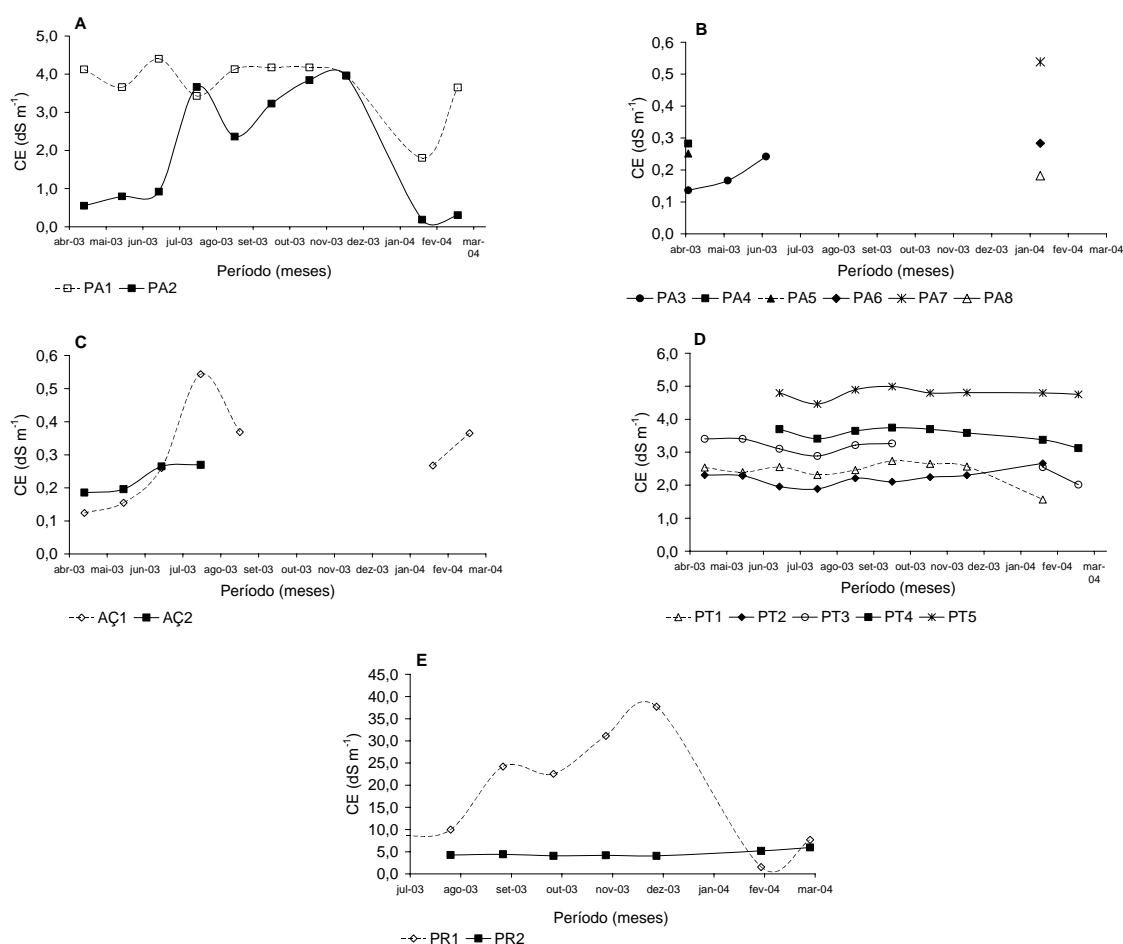 A
5,0
4,0
3,0
2,0
1,0
0,0
CE (dS m-1)
abr-03 mai-03 jun-03 jul-03 ago-03 set-03 out-03 nov-03 dez-03 jan-04 fev-04 mar-
04
Período (meses)
PA1 PA2
B
0,6
0,5
0,4
0,3
0,2
0,1
0,0
CE (dS m-1)
abr-03 mai-03 jun-03 jul-03 ago-03 set-03 out-03 nov-03 dez-03 jan-04 fev-04 mar-04
Período (meses)
PA3 PA4 PA5 PA6 PA7 PA8
C
0,6
0,5
0,4
0,3
0,2
0,1
0,0
CE (dS m-1)
abr-03 mai-03 jun-03 jul-03 ago-03 set-03 out-03 nov-03 dez-03 jan-04 fev-04 mar-04
Período (meses)
AÇ1 AÇ2
D
6,0
5,0
4,0
3,0
2,0
1,0
0,0
CE (dS m-1)
abr-03 mai-03 jun-03 jul-03 ago-03 set-03 out-03 nov-03 dez-03 jan-04 fev-04 mar-
04
Período (meses)
PT1 PT2 PT3 PT4 PT5
E
45,0
40,0
35,0
30,0
25,0
20,0
15,0
10,0
5,0
0,0
CE (dS m-1)
jul-03 ago-03 set-03 out-03 nov-03 dez-03 jan-04 fev-04 mar-04
Período (meses)
PR1 PR2